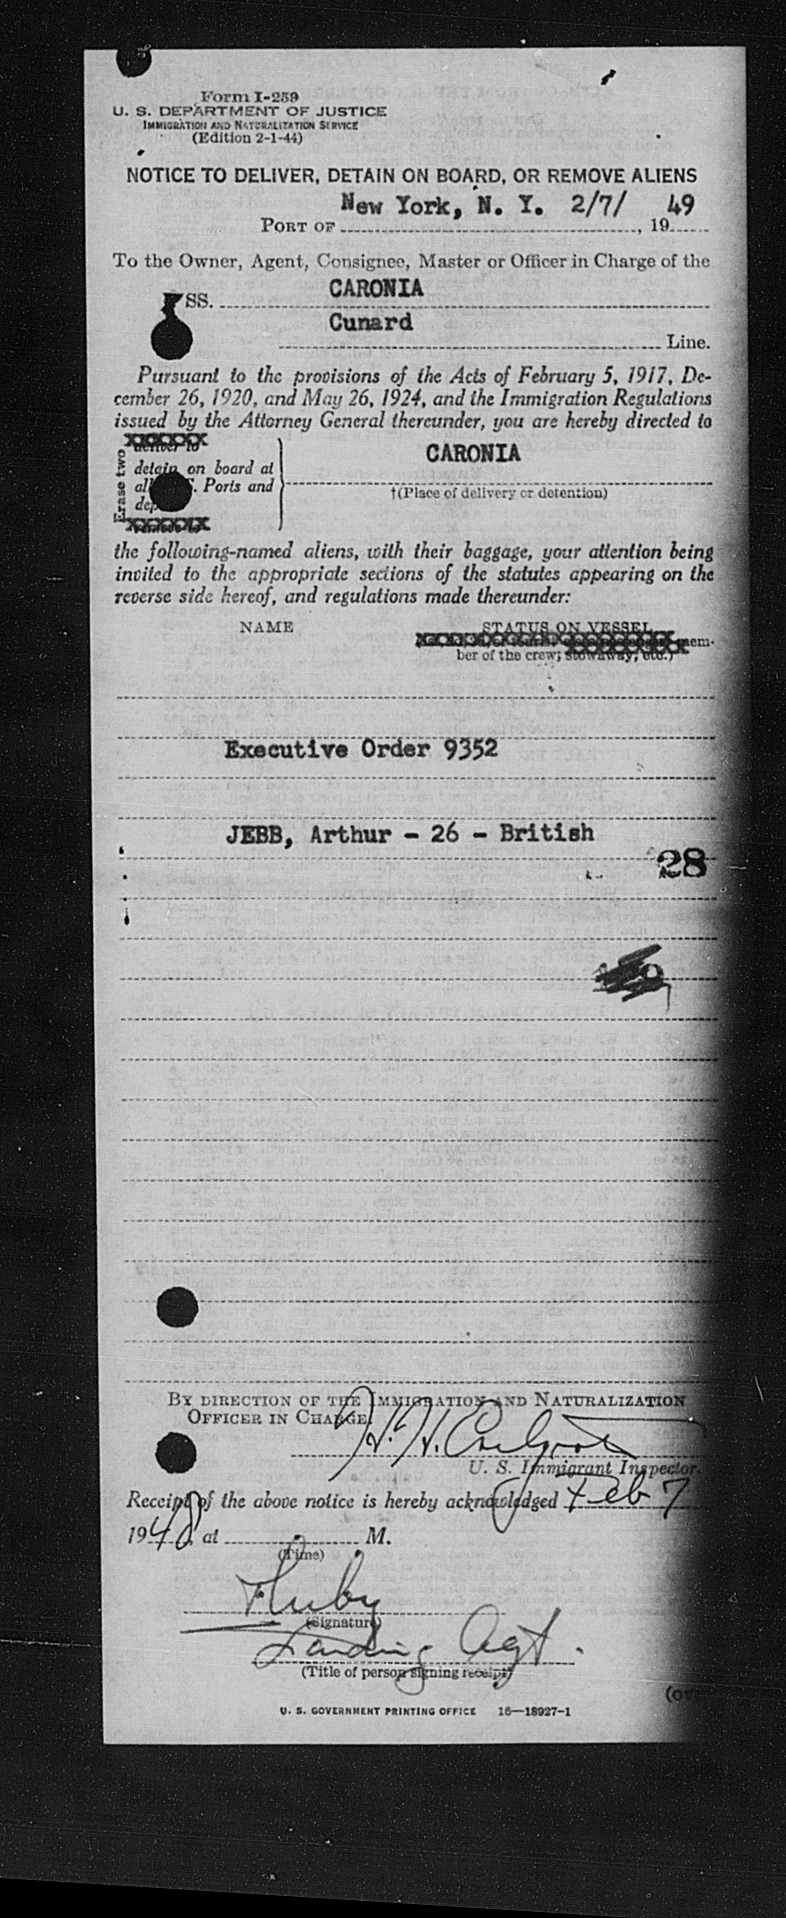 Form I-259
U. S. DEPARTMENT OF JUSTICE
IMMIGRATION AND NATURALIZATION SERVICE
(Edition 2-1-44)
NOTICE TO DELIVER, DETAIN ON BOARD, OR REMOVE ALIENS
New York, N. Y. 2/7/ 49
PORT OF , 19
To the Owner, Agent, Consignee, Master or Officer in Charge of the
SS. CARONIA
Cunard
Line.
Pursuant to the provisions of the Acts of February 5, 1917, De-
cember 26, 1920, and May 26, 1924, and the Immigration Regulations
issued by the Attorney General thereunder, you are hereby directed to
Erase two
XXXXXX
deliver to
detain on board at
all S. Ports and
CARONIA
†(Place of delivery or detention)
XXXXXX
the following-named aliens, with their baggage, your attention being
invited to the appropriate sections of the statutes appearing on the
reverse side hereof, and regulations made thereunder:
NAME STATUS ON VESSEL
mem-
ber of the crew; stowaway, etc.)
Executive Order 9352
JEBB, Arthur - 26 - British
28
BY DIRECTION OF THE IMMIGRATION AND NATURALIZATION
OFFICER IN CHARGE.
H. H.
U. S. Immigrant Inspector.
Receipt of the above notice is hereby acknowledged Feb 7
1948, at M.
(Time)
(Signature)
Landing Agt.
(Title of person signing receipt)
U. S. GOVERNMENT PRINTING OFFICE 16—18927-1